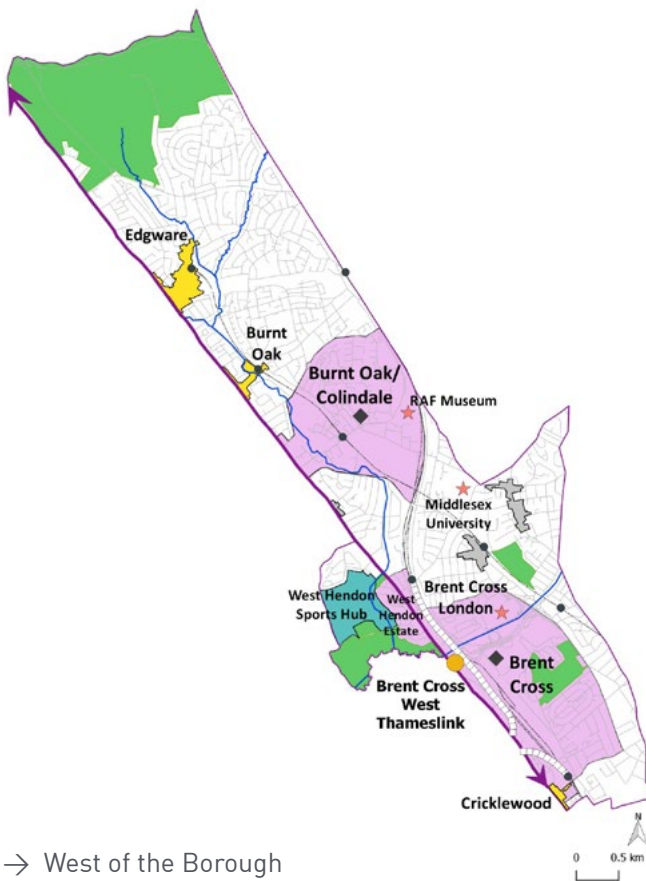 Edgware
Burnt
Oak
Burnt Oak/
Colindale
RAF Museum
Middlesex
University
West Hendon
Sports Hub
West
Hendon
Estate
Brent Cross
London
Brent
Cross
Brent Cross
West
Thameslink
Cricklewood
N
0 0.5 km
→ West of the Borough